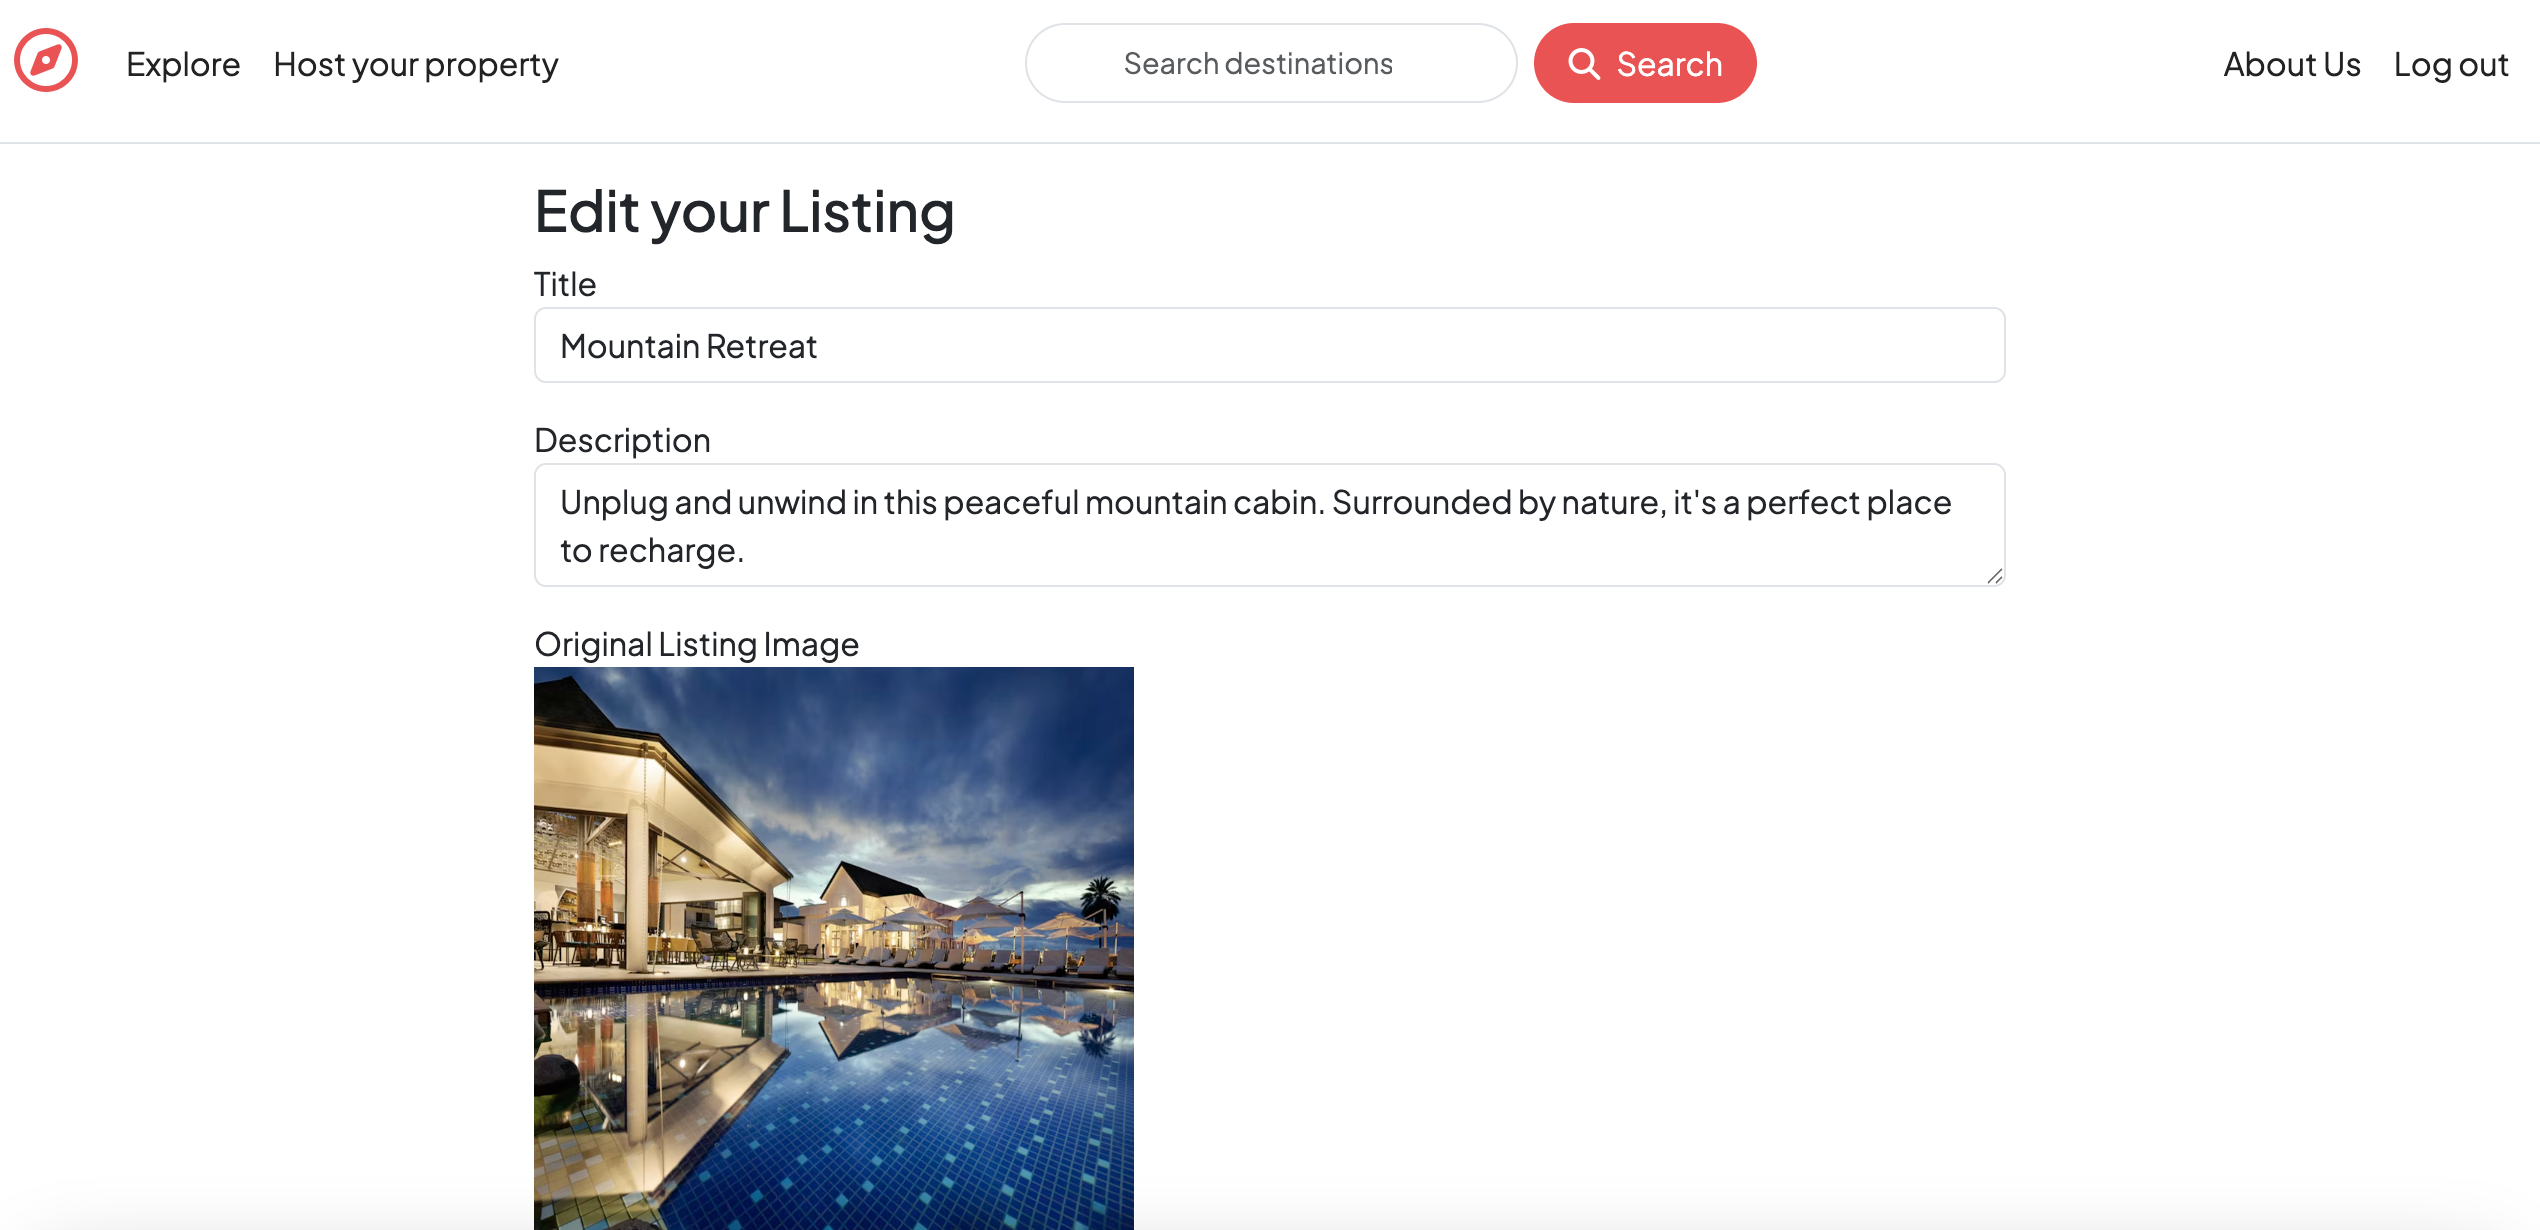 Explore
Host your property
Search destinations
Search
About Us
Log out
Edit your Listing
Title
Mountain Retreat
Description
Unplug and unwind in this peaceful mountain cabin. Surrounded by nature, it's a perfect place
to recharge.
Original Listing Image